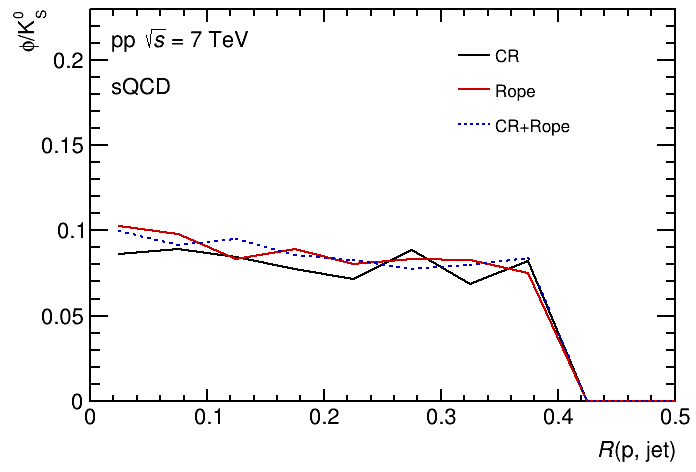 ϕ/K⁰ₛ
pp √s = 7 TeV
sQCD
CR
Rope
CR+Rope
0.2
0.15
0.1
0.05
0
0 0.1 0.2 0.3 0.4 0.5
R(p, jet)